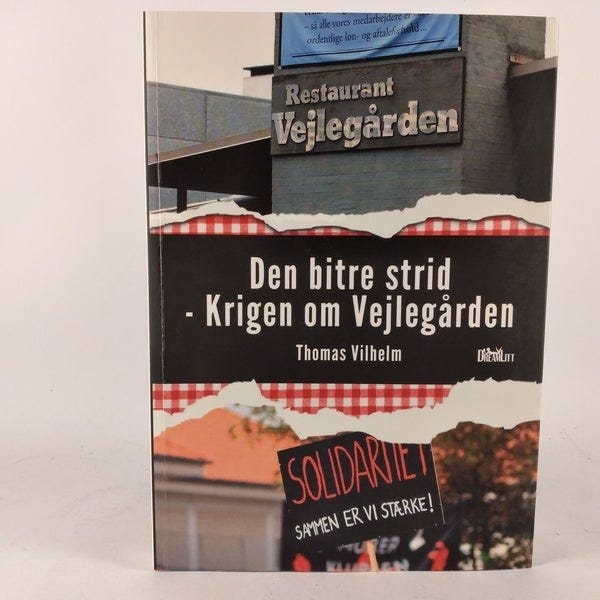 – så alle vores medarbejdere er
ordentlige løn- og aftaleforhold...
Restaurant
Vejlegården
Den bitre strid
- Krigen om Vejlegården
Thomas Vilhelm
DREAMLITT
SOLIDARITET
SAMMEN ER VI STÆRKE!